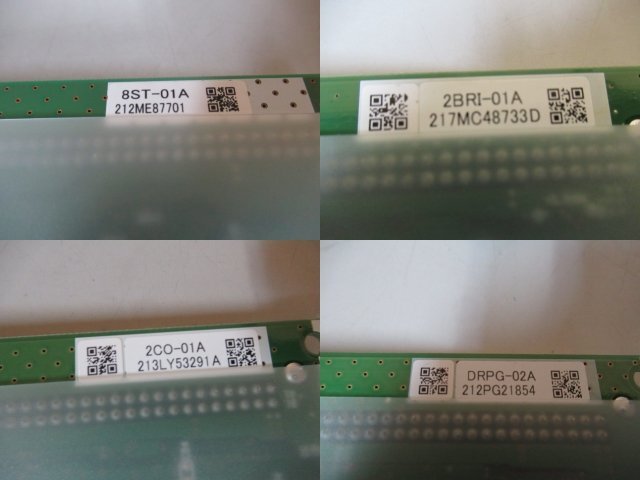 8ST-01A
212ME87701
2BRI-01A
217MC48733D
2CO-01A
213LY53291A
DRPG-02A
212PG21854